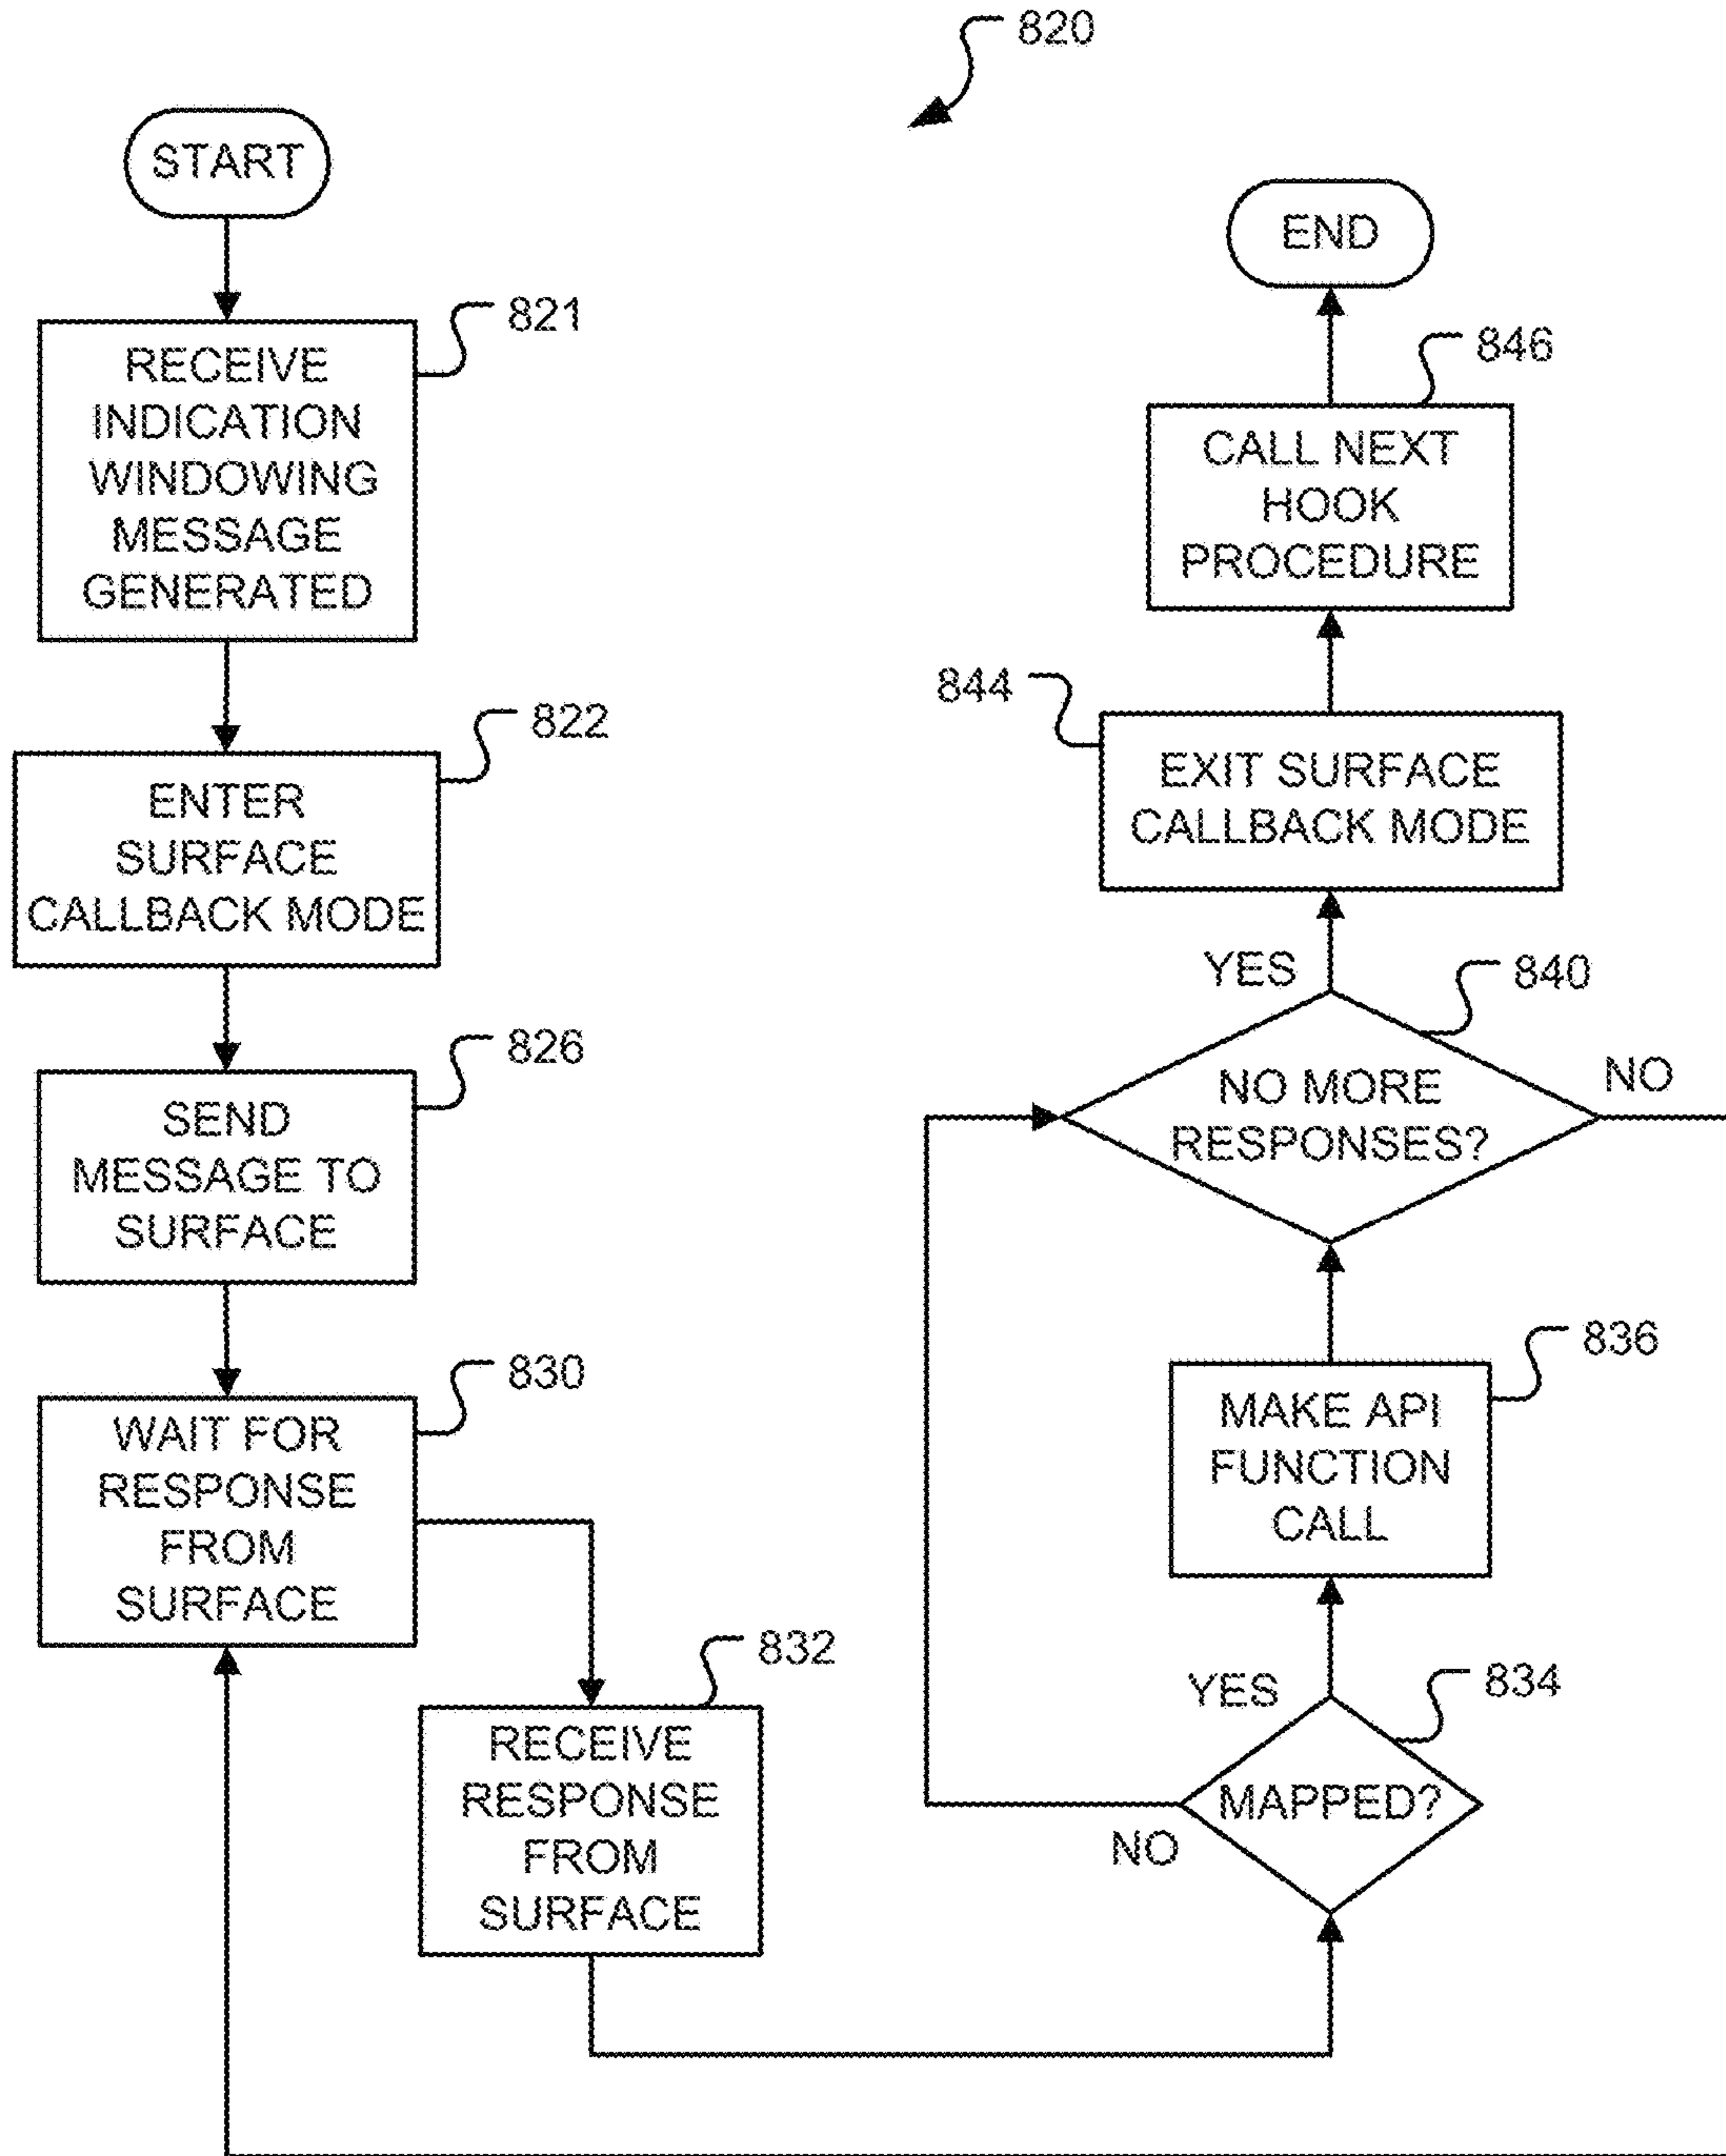 820
START
821
RECEIVE
INDICATION
WINDOWING
MESSAGE
GENERATED
822
ENTER
SURFACE
CALLBACK MODE
826
SEND
MESSAGE TO
SURFACE
830
WAIT FOR
RESPONSE
FROM
SURFACE
832
RECEIVE
RESPONSE
FROM
SURFACE
END
846
CALL NEXT
HOOK
PROCEDURE
844
EXIT SURFACE
CALLBACK MODE
YES
840
NO MORE
RESPONSES?
NO
836
MAKE API
FUNCTION
CALL
YES
834
MAPPED?
NO